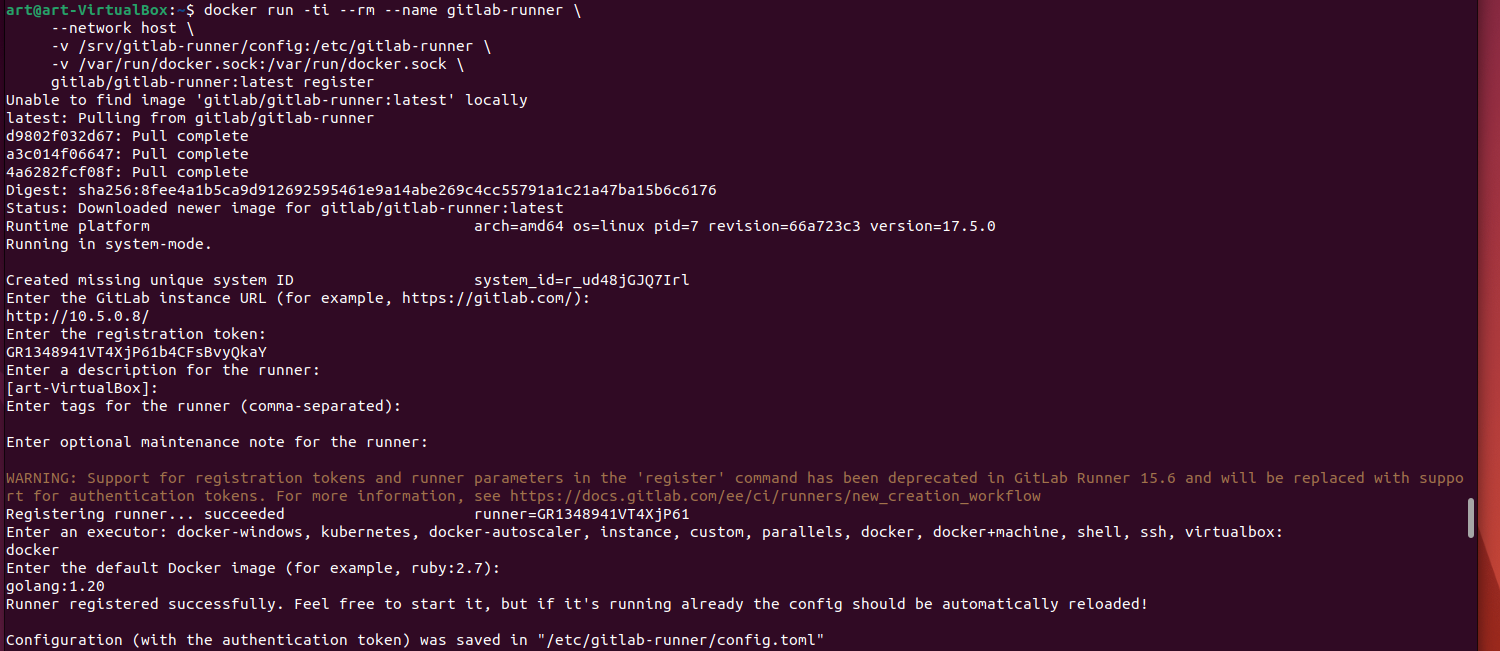 art@art-VirtualBox:~$ docker run -ti --rm --name gitlab-runner \
--network host \
-v /srv/gitlab-runner/config:/etc/gitlab-runner \
-v /var/run/docker.sock:/var/run/docker.sock \
gitlab/gitlab-runner:latest register
Unable to find image 'gitlab/gitlab-runner:latest' locally
latest: Pulling from gitlab/gitlab-runner
d9802f032d67: Pull complete
a3c014f06647: Pull complete
4a6282fcf08f: Pull complete
Digest: sha256:8fee4a1b5ca9d912692595461e9a14abe269c4cc55791a1c21a47ba15b6c6176
Status: Downloaded newer image for gitlab/gitlab-runner:latest
Runtime platform arch=amd64 os=linux pid=7 revision=66a723c3 version=17.5.0
Running in system-mode.
Created missing unique system ID system_id=r_ud48jGJQ7Irl
Enter the GitLab instance URL (for example, https://gitlab.com/):
http://10.5.0.8/
Enter the registration token:
GR1348941VT4XjP61b4CFsBvyQkaY
Enter a description for the runner:
[art-VirtualBox]:
Enter tags for the runner (comma-separated):
Enter optional maintenance note for the runner:
WARNING: Support for registration tokens and runner parameters in the 'register' command has been deprecated in GitLab Runner 15.6 and will be replaced with suppo
rt for authentication tokens. For more information, see https://docs.gitlab.com/ee/ci/runners/new_creation_workflow
Registering runner... succeeded runner=GR1348941VT4XjP61
Enter an executor: docker-windows, kubernetes, docker-autoscaler, instance, custom, parallels, docker, docker+machine, shell, ssh, virtualbox:
docker
Enter the default Docker image (for example, ruby:2.7):
golang:1.20
Runner registered successfully. Feel free to start it, but if it's running already the config should be automatically reloaded!
Configuration (with the authentication token) was saved in "/etc/gitlab-runner/config.toml"